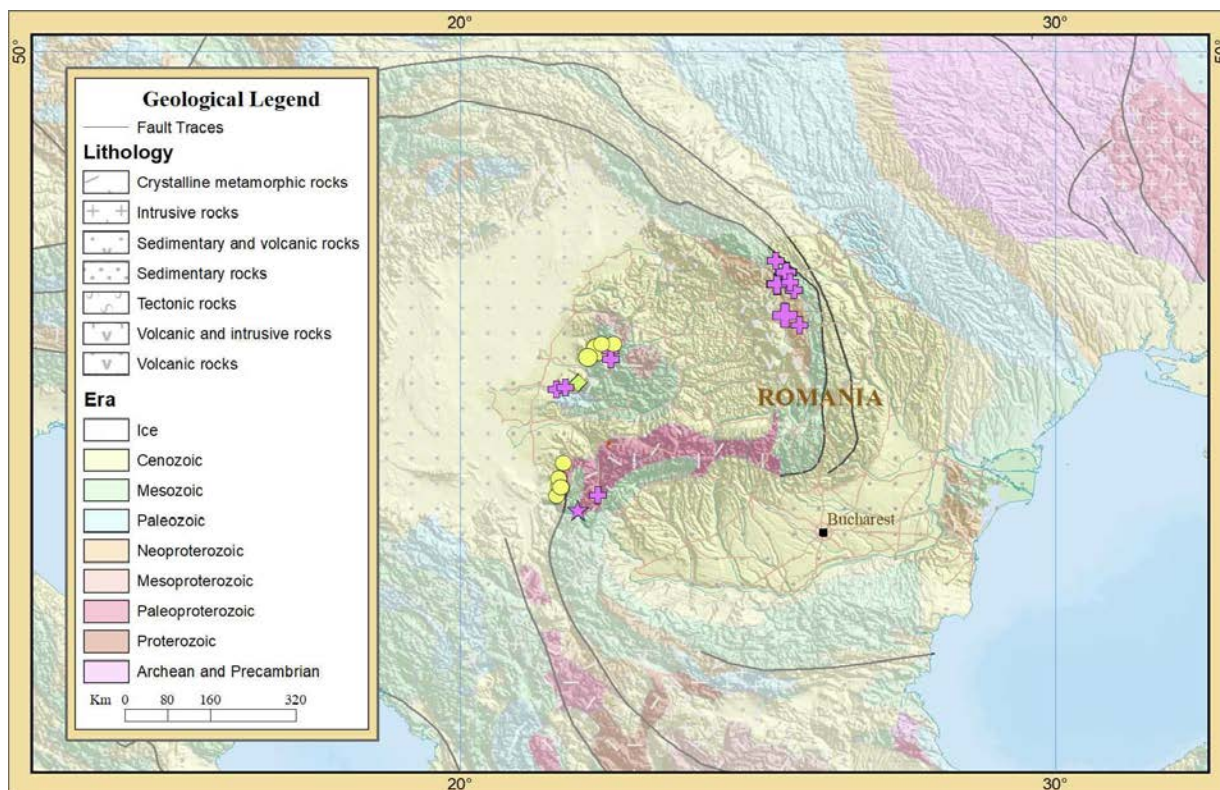 20°
30°
50°
50°
Geological Legend
Fault Traces
Lithology
Crystalline metamorphic rocks
Intrusive rocks
Sedimentary and volcanic rocks
Sedimentary rocks
Tectonic rocks
Volcanic and intrusive rocks
Volcanic rocks
Era
Ice
Cenozoic
Mesozoic
Paleozoic
Neoproterozoic
Mesoproterozoic
Paleoproterozoic
Proterozoic
Archean and Precambrian
Km 0 80 160 320
ROMANIA
Bucharest
20°
30°